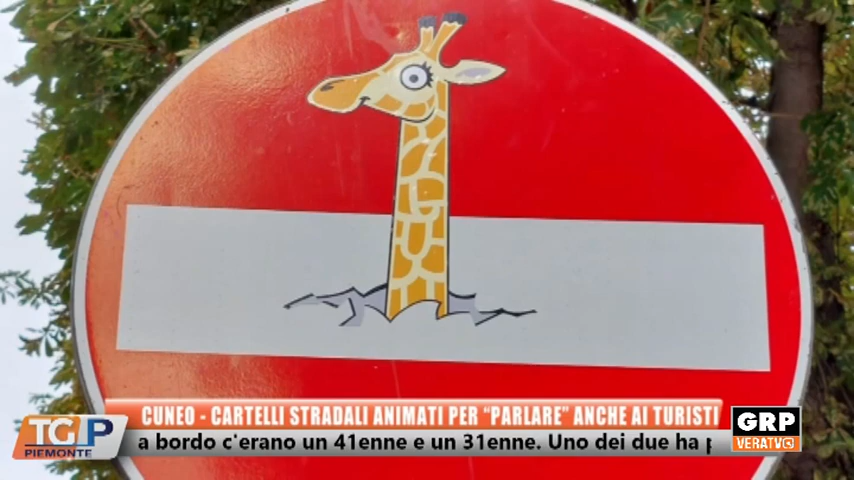 CUNEO - CARTELLI STRADALI ANIMATI PER “PARLARE” ANCHE AI TURISTI
TGP
PIEMONTE
a bordo c'erano un 41enne e un 31enne. Uno dei due ha
GRP
VERATV